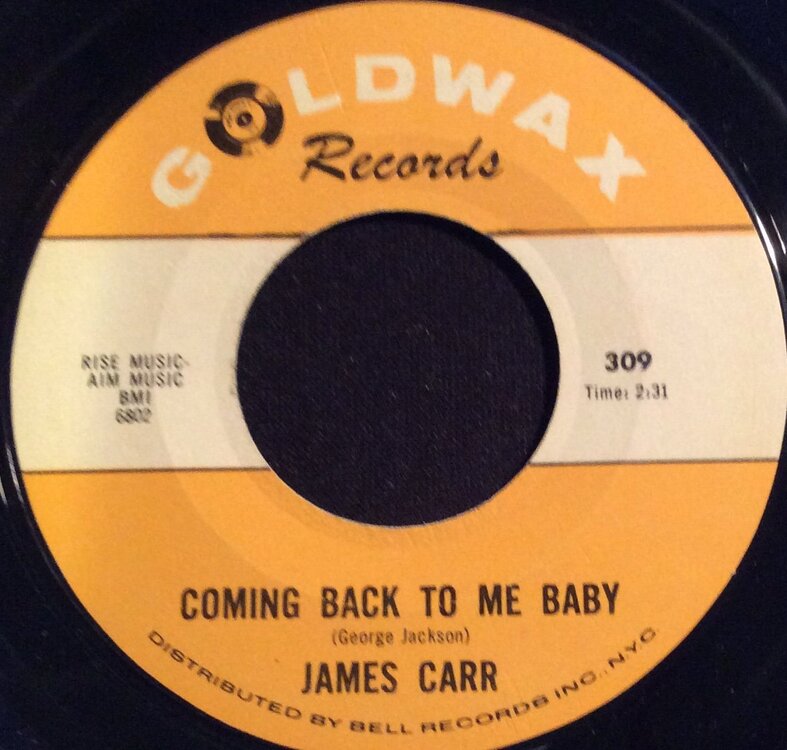 GOLDWAX
Records
RISE MUSIC-
AIM MUSIC
BMI
6802
309
Time: 2:31
COMING BACK TO ME BABY
(George Jackson)
JAMES CARR
DISTRIBUTED BY BELL RECORDS INC., N.Y.C.